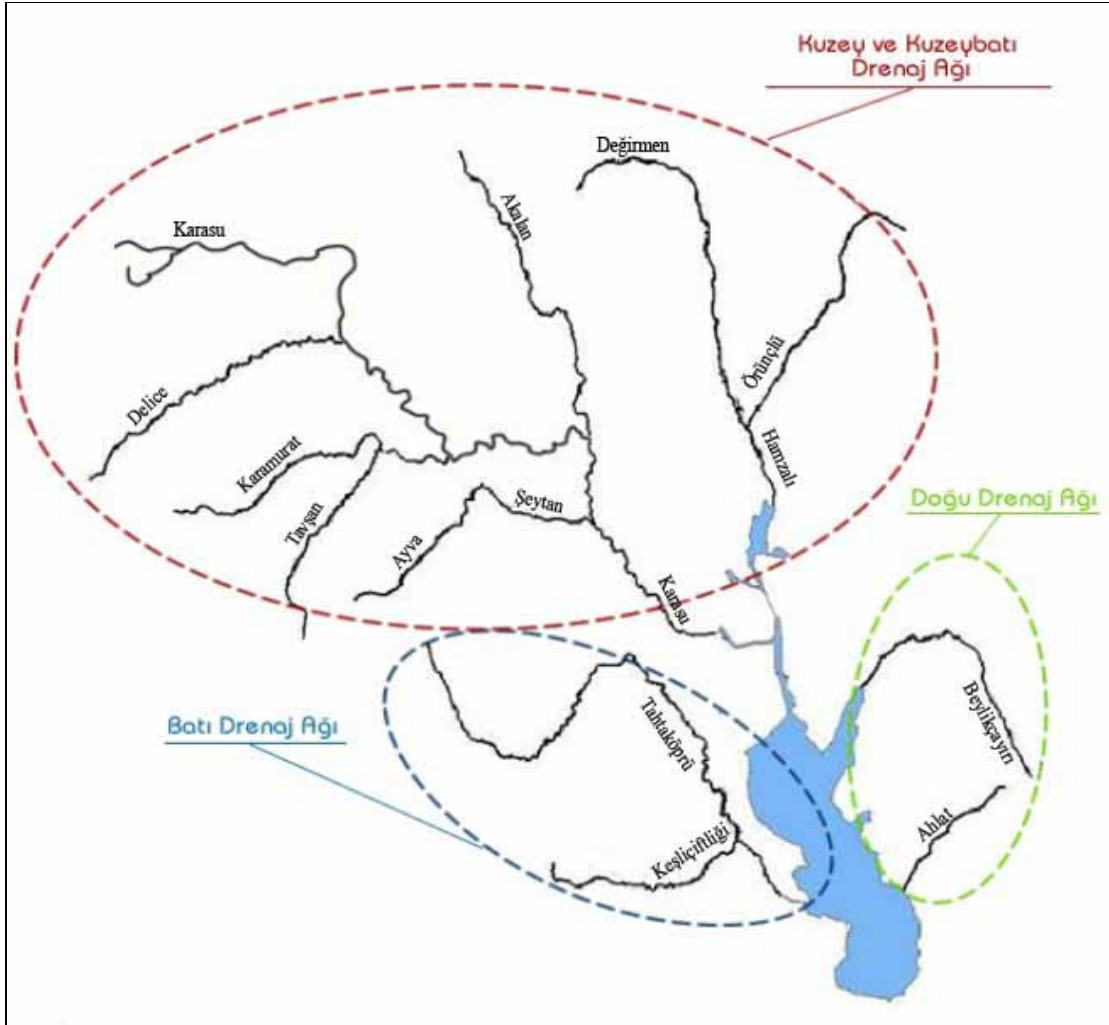 Kuzey ve Kuzeybatı
Drenaj Ağı
Değirmen
Akalan
Karasu
Örünçlü
Delice
Karamurat
Hamzalı
Şeytan
Doğu Drenaj Ağı
Tavşan
Ayva
Karasu
Beylikçayın
Tahtaköprü
Batı Drenaj Ağı
Ahlat
Keşliçiftliği